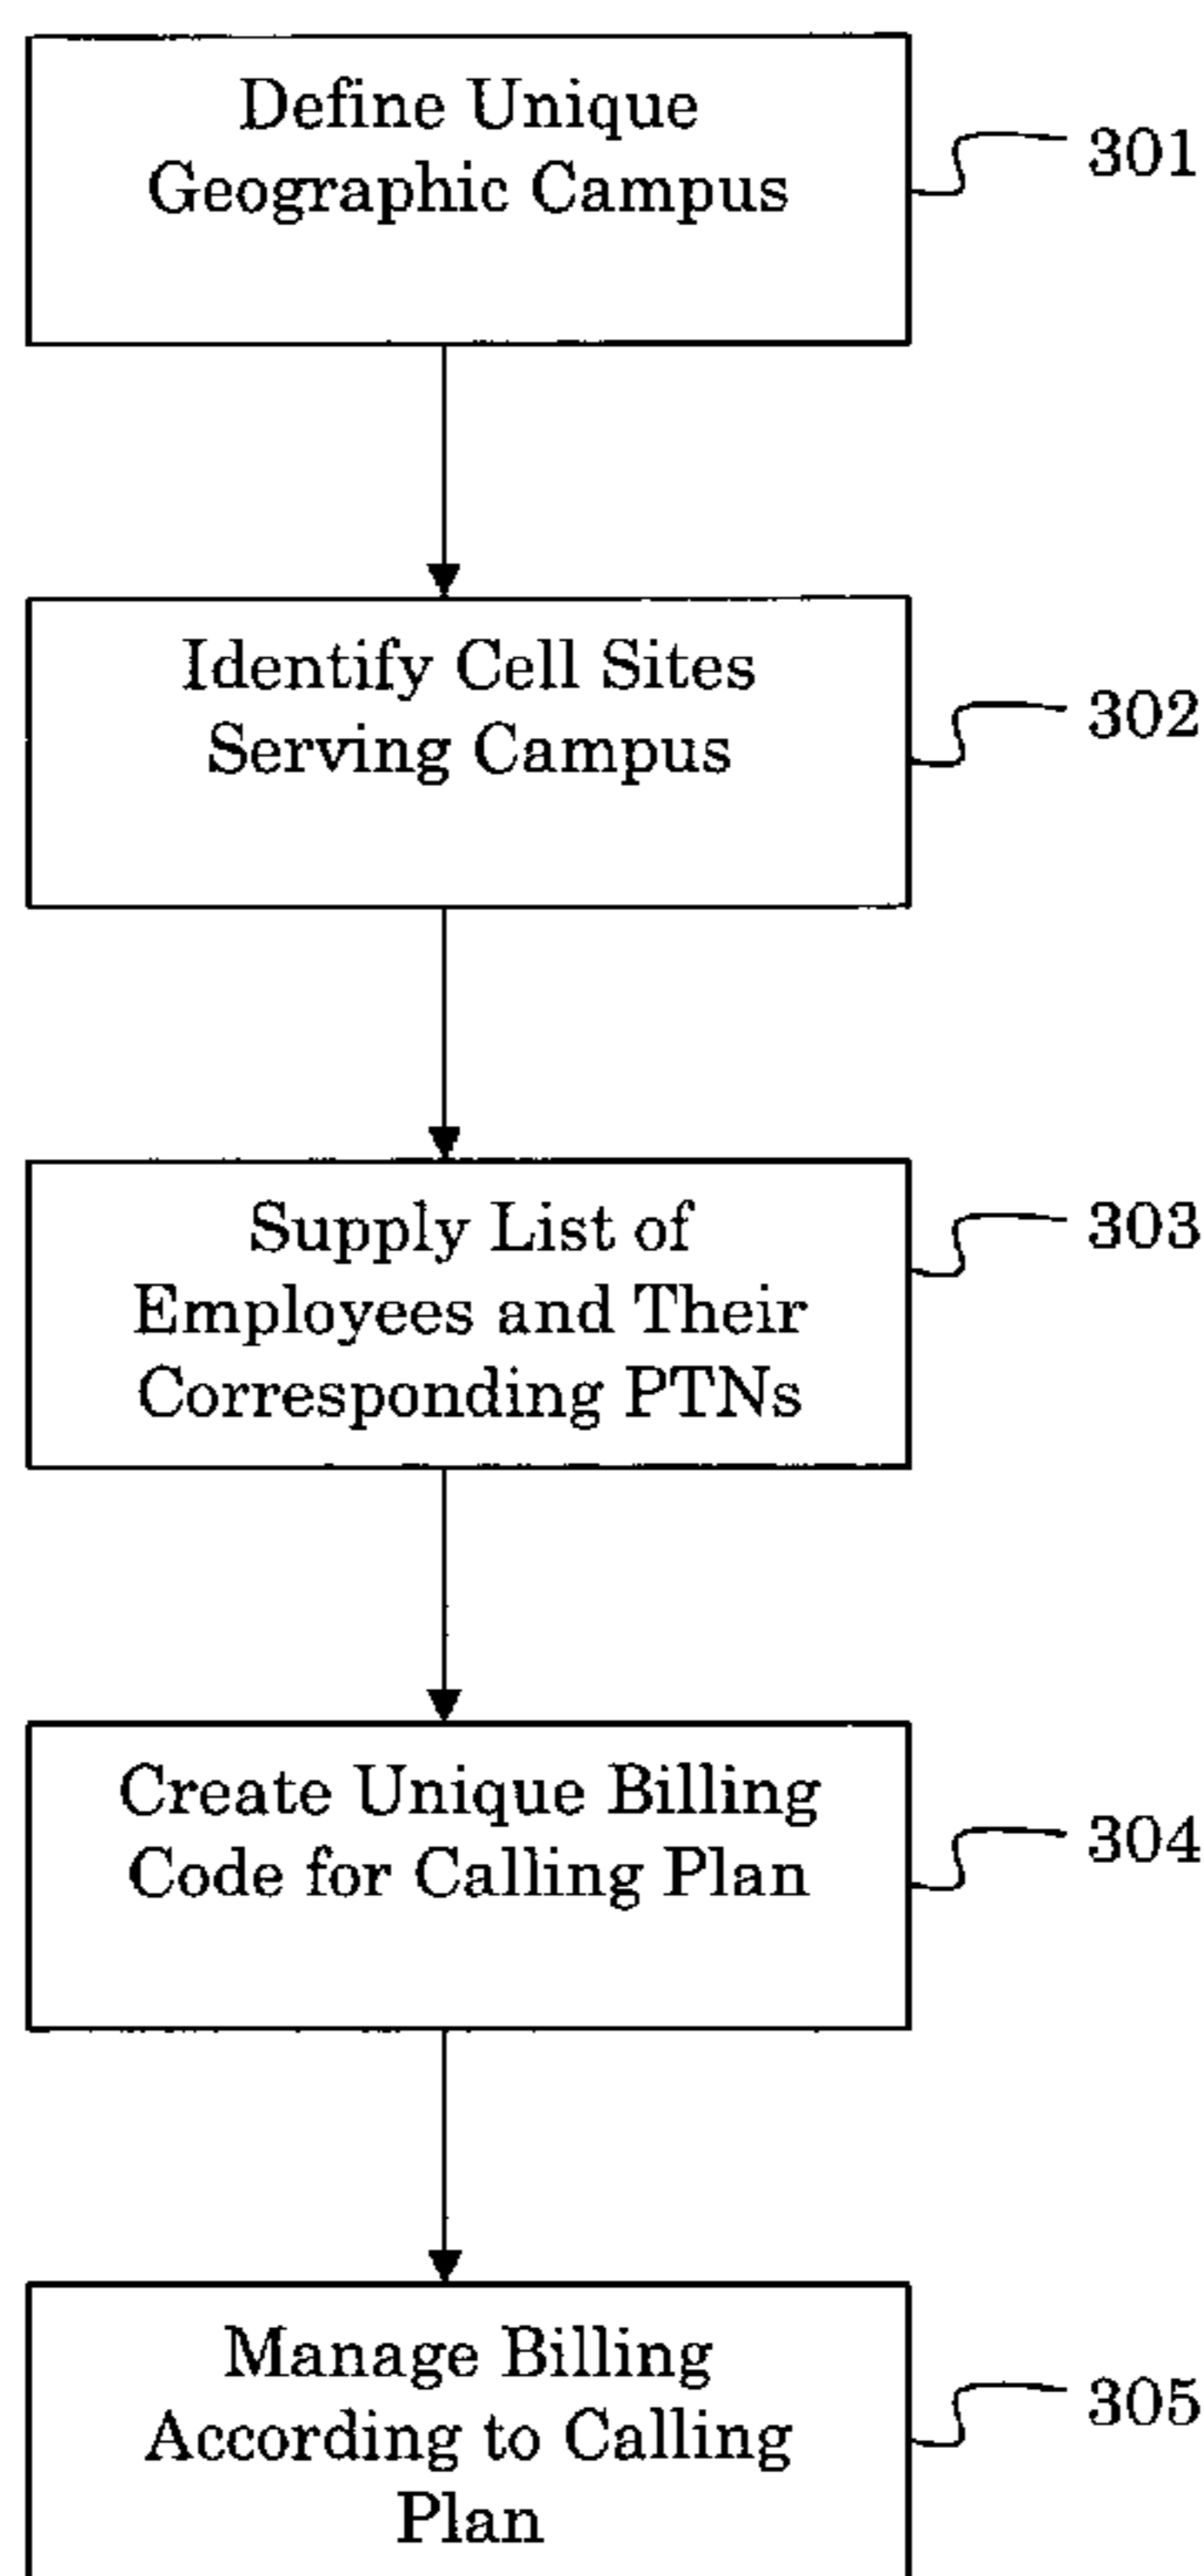 Define Unique
Geographic Campus
301
Identify Cell Sites
Serving Campus
302
Supply List of
Employees and Their
Corresponding PTNs
303
Create Unique Billing
Code for Calling Plan
304
Manage Billing
According to Calling
Plan
305